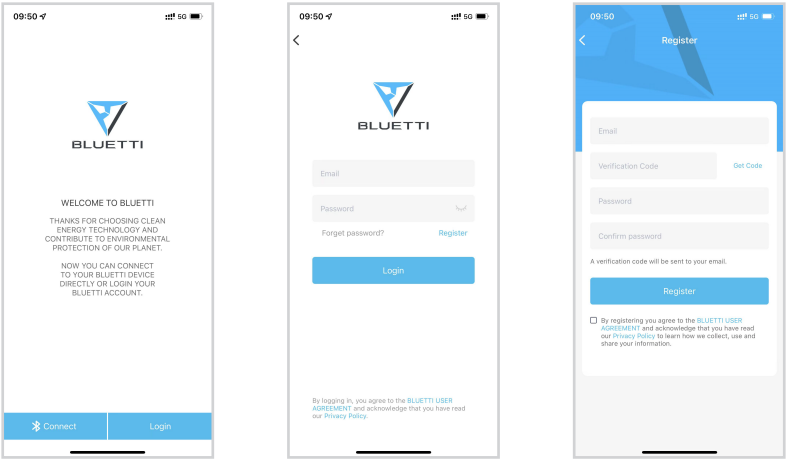 09:50
5G
BLUETTI
WELCOME TO BLUETTI
THANKS FOR CHOOSING CLEAN
ENERGY TECHNOLOGY AND
CONTRIBUTE TO ENVIRONMENTAL
PROTECTION OF OUR PLANET.
NOW YOU CAN CONNECT
TO YOUR BLUETTI DEVICE
DIRECTLY OR LOGIN YOUR
BLUETTI ACCOUNT.
Connect
Login
09:50
5G
BLUETTI
Email
Password
Forget password?
Register
Login
By logging in, you agree to the BLUETTI USER
AGREEMENT and acknowledge that you have read
our Privacy Policy.
09:50
5G
Register
Email
Verification Code
Get Code
Password
Confirm password
A verification code will be sent to your email.
Register
By registering you agree to the BLUETTI USER
AGREEMENT and acknowledge that you have read
our Privacy Policy to learn how we collect, use and
share your information.